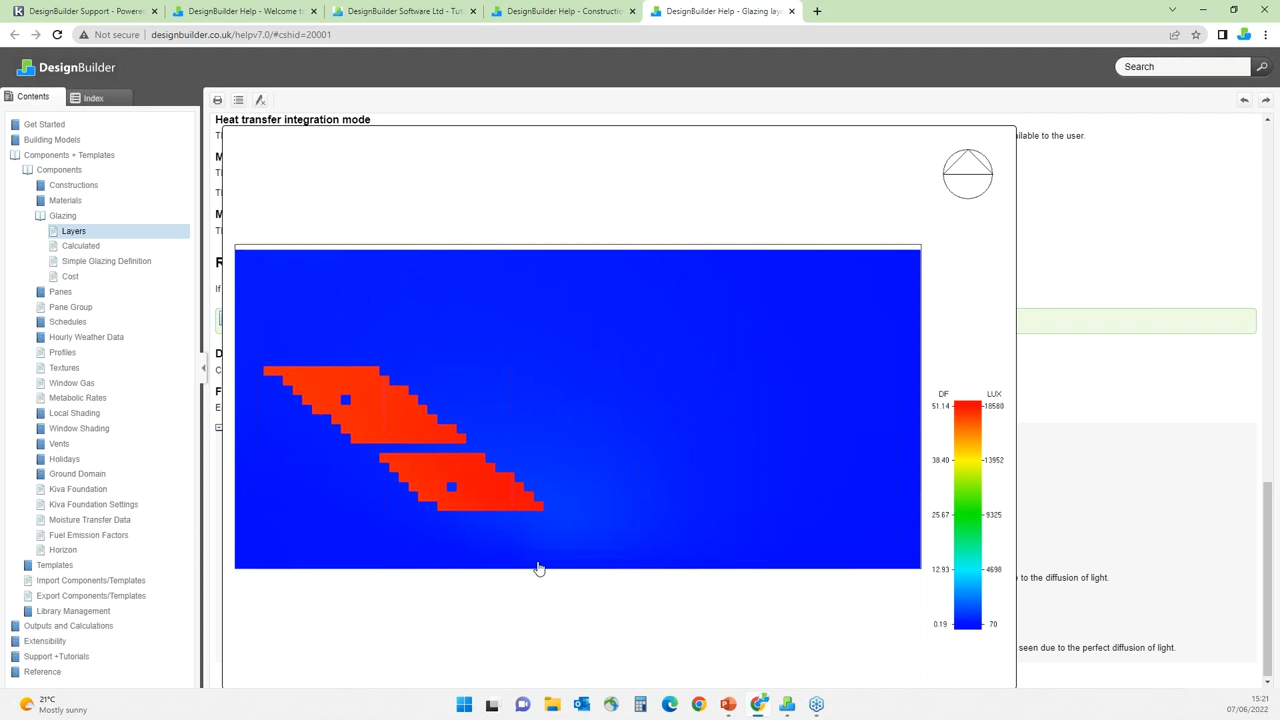 DesignBuilder Support - Powered
DesignBuilder Help - Welcome to
DesignBuilder Software Ltd - Tut
DesignBuilder Help - Constructio
DesignBuilder Help - Glazing lay
Not secure
designbuilder.co.uk/helpv7.0/#cshid=20001
DesignBuilder
Search
Contents
Index
Get Started
Building Models
Components + Templates
Components
Constructions
Materials
Glazing
Layers
Calculated
Simple Glazing Definition
Cost
Panes
Pane Group
Schedules
Hourly Weather Data
Profiles
Textures
Window Gas
Metabolic Rates
Local Shading
Window Shading
Vents
Holidays
Ground Domain
Kiva Foundation
Kiva Foundation Settings
Moisture Transfer Data
Fuel Emission Factors
Horizon
Templates
Import Components/Templates
Export Components/Templates
Library Management
Outputs and Calculations
Extensibility
Support +Tutorials
Reference
Heat transfer integration mode
ilable to the user.
DF LUX
51.14 18580
38.40 13952
25.67 9325
12.93 4698
0.19 70
to the diffusion of light.
seen due to the perfect diffusion of light.
21°C
Mostly sunny
15:21
07/06/2022